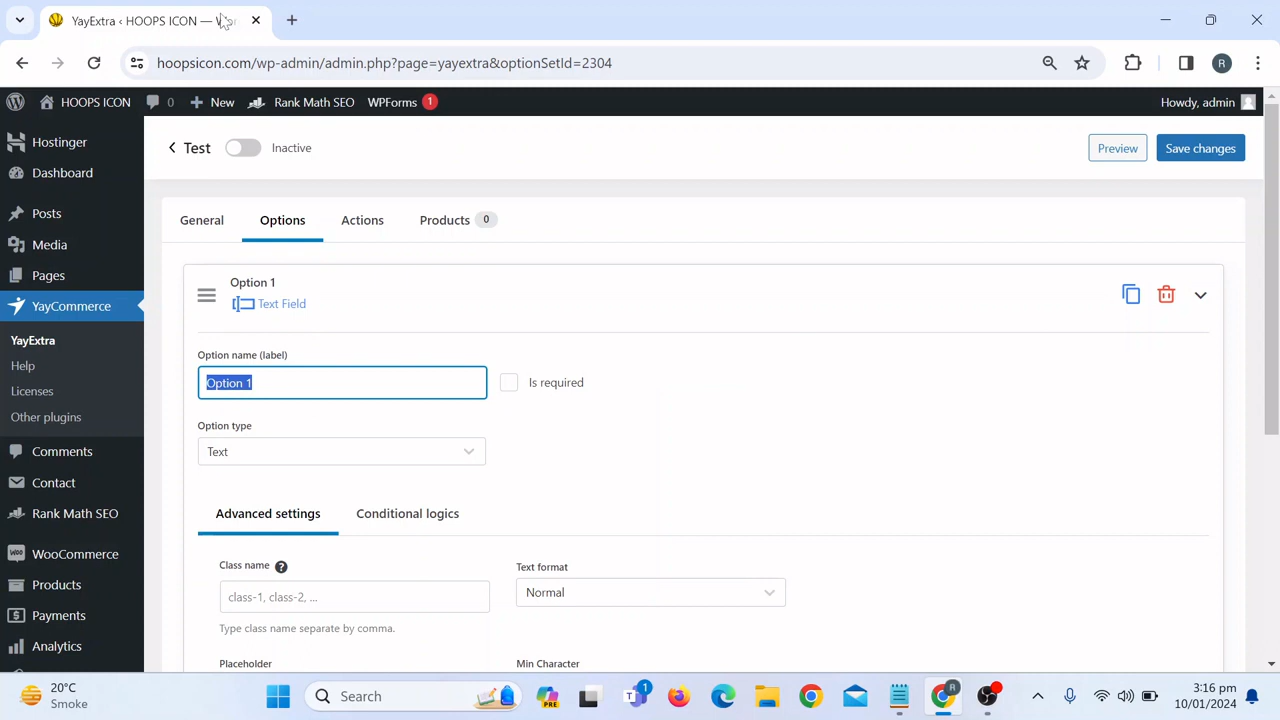 YayExtra ‹ HOOPS ICON —
hoopsicon.com/wp-admin/admin.php?page=yayextra&optionSetId=2304
R
HOOPS ICON
0
New
Rank Math SEO
WPForms
1
Howdy, admin
Hostinger
Dashboard
Posts
Media
Pages
YayCommerce
YayExtra
Help
Licenses
Other plugins
Comments
Contact
Rank Math SEO
WooCommerce
Products
Payments
Analytics
Test
Inactive
Preview
Save changes
General
Options
Actions
Products
0
Option 1
Text Field
Option name (label)
Option 1
Is required
Option type
Text
Advanced settings
Conditional logics
Class name ?
class-1, class-2, ...
Type class name separate by comma.
Text format
Normal
Placeholder
Min Character
20°C
Smoke
Search
PRE
1
R
3:16 pm
10/01/2024